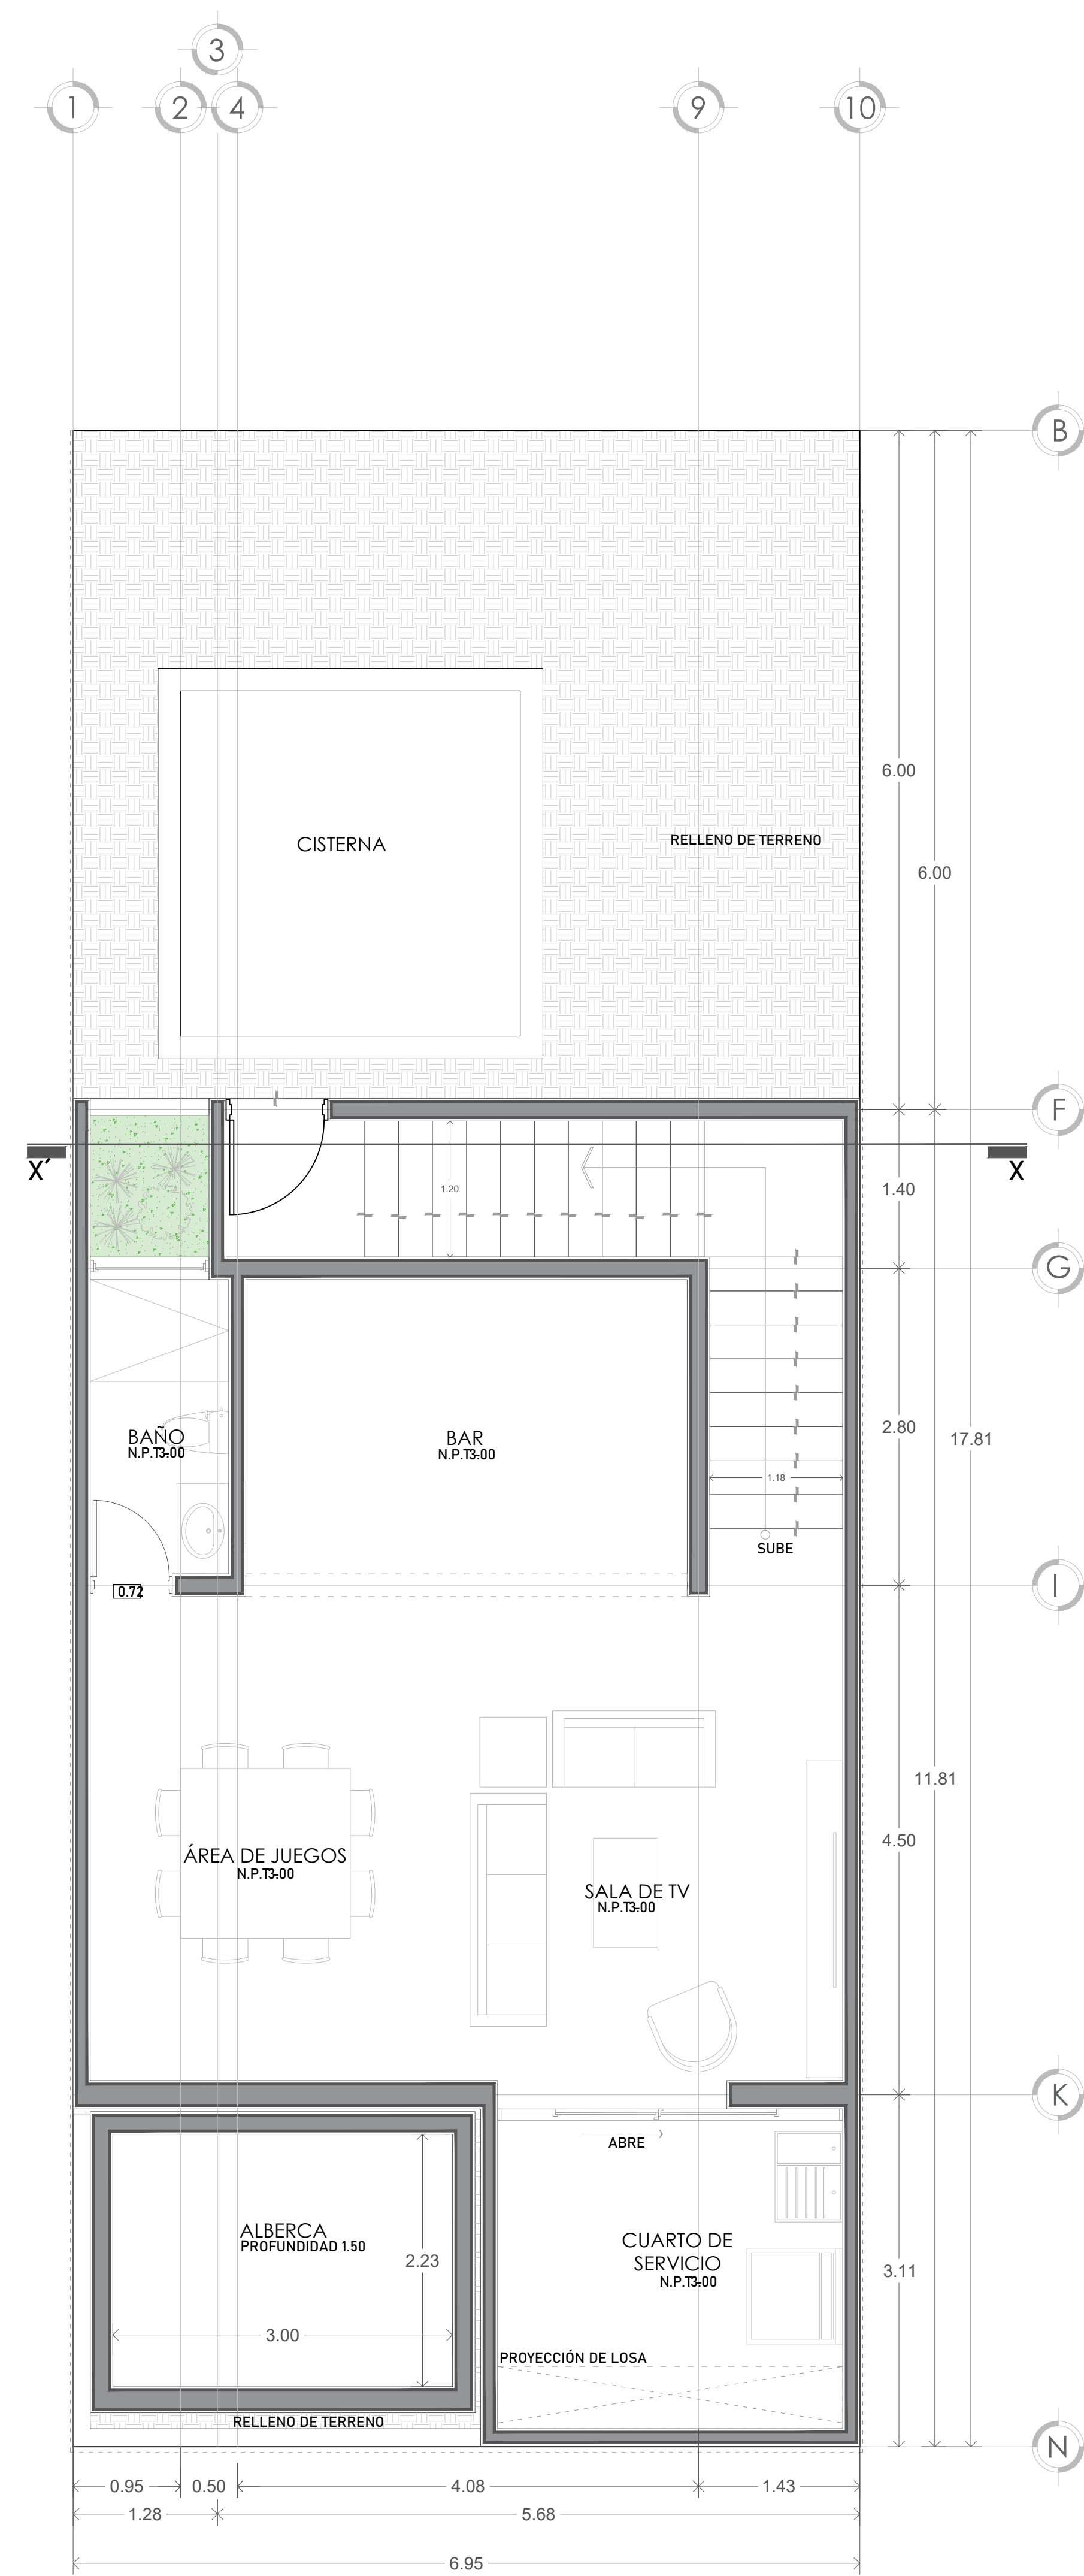 3
1
2
4
9
10
B
6.00
CISTERNA
RELLENO DE TERRENO
6.00
F
X´
X
1.20
1.40
G
BAÑO
N.P.T-3.00
BAR
N.P.T-3.00
2.80
17.81
1.18
SUBE
0.72
I
11.81
ÁREA DE JUEGOS
N.P.T-3.00
4.50
SALA DE TV
N.P.T-3.00
K
ABRE
ALBERCA
PROFUNDIDAD 1.50
2.23
CUARTO DE
SERVICIO
N.P.T-3.00
3.11
3.00
PROYECCIÓN DE LOSA
RELLENO DE TERRENO
N
0.95
0.50
4.08
1.43
1.28
5.68
6.95